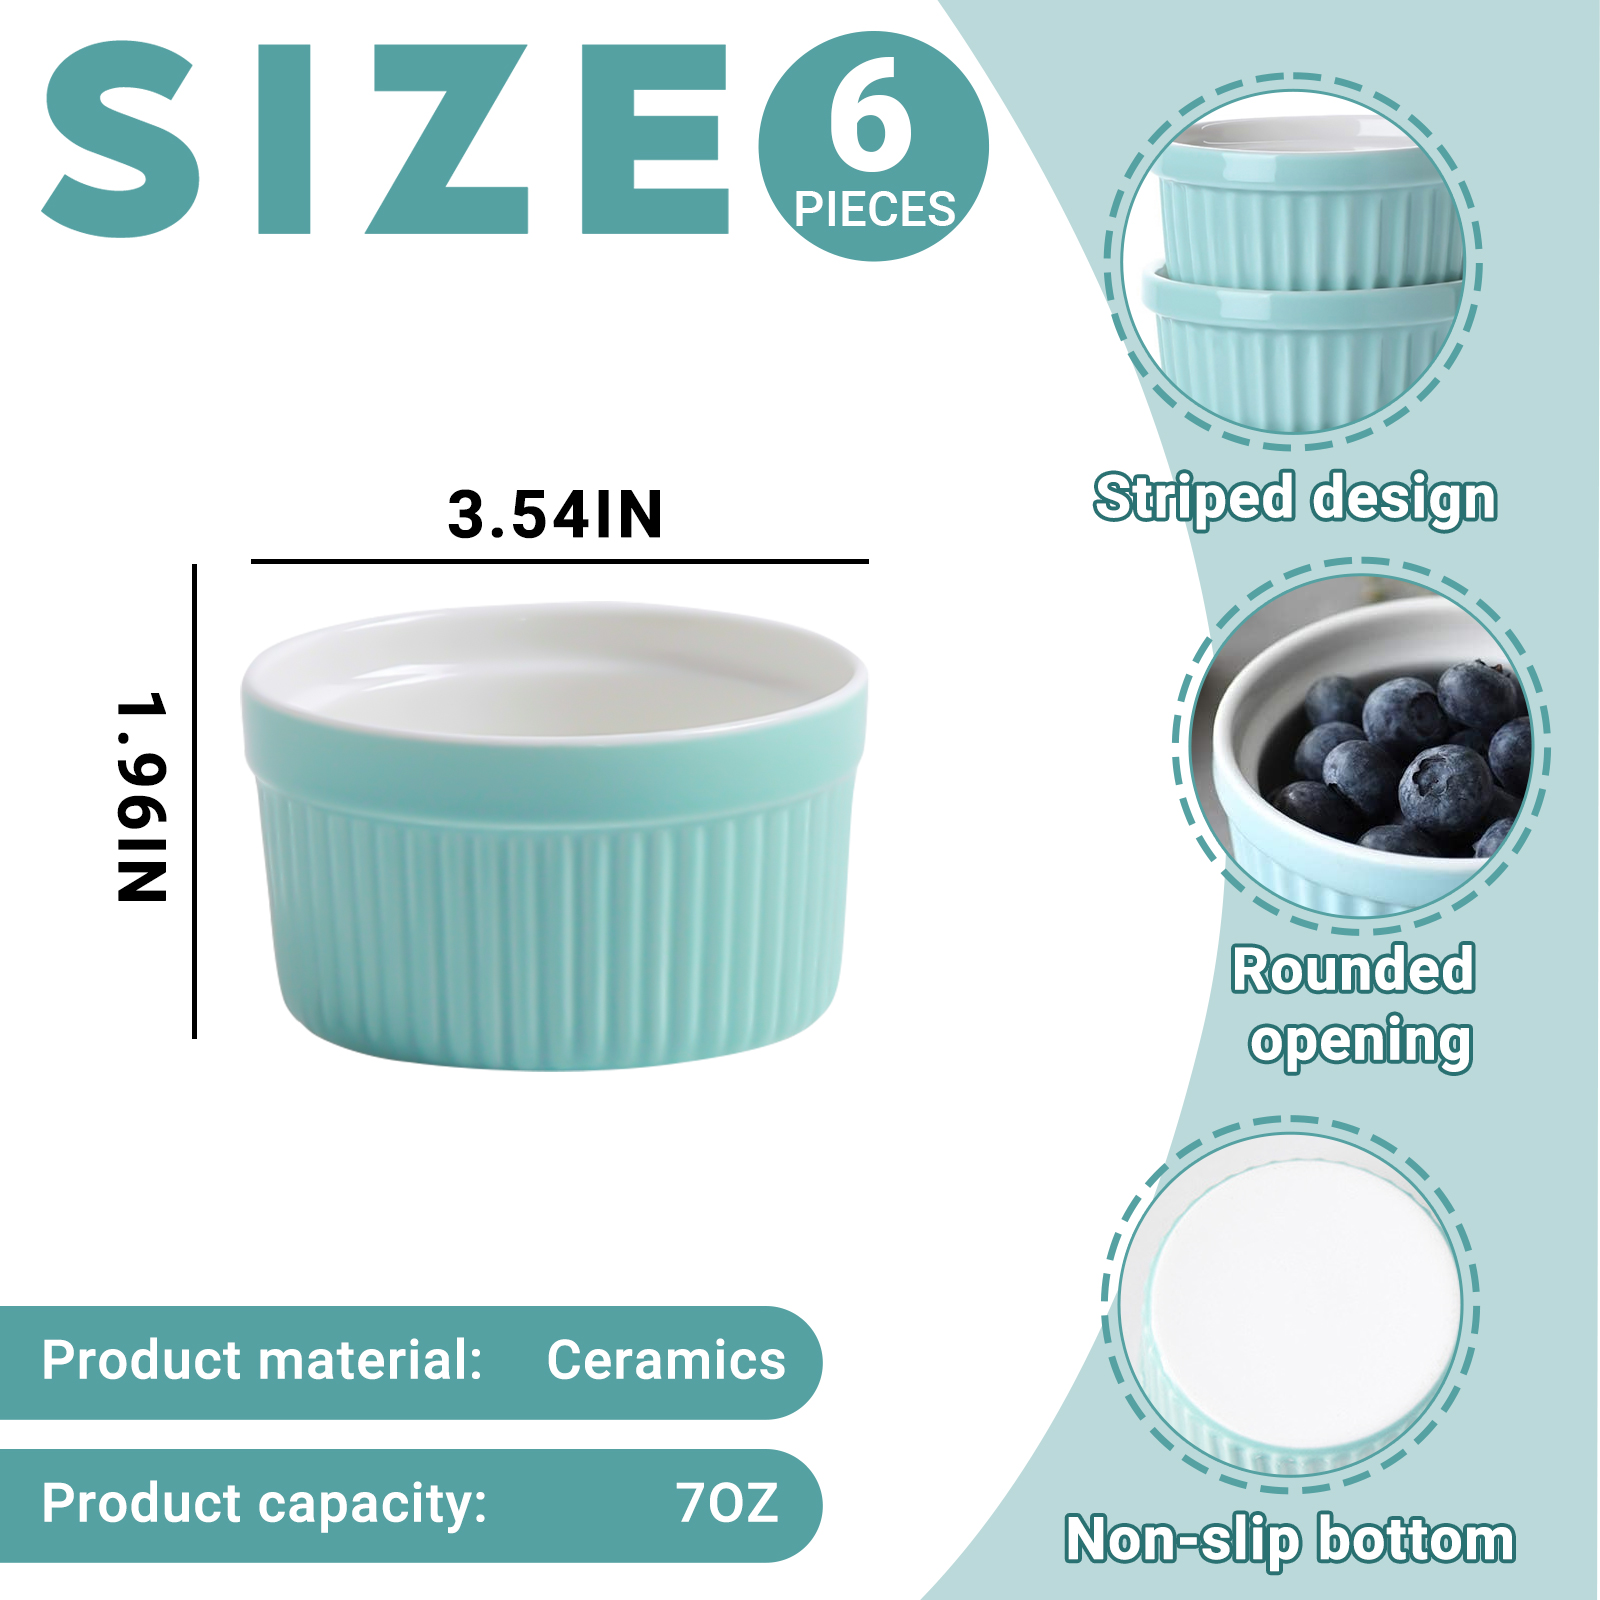 SIZE
6
PIECES
3.54IN
1.96IN
Product material: Ceramics
Product capacity: 7OZ
Striped design
Rounded
opening
Non-slip bottom